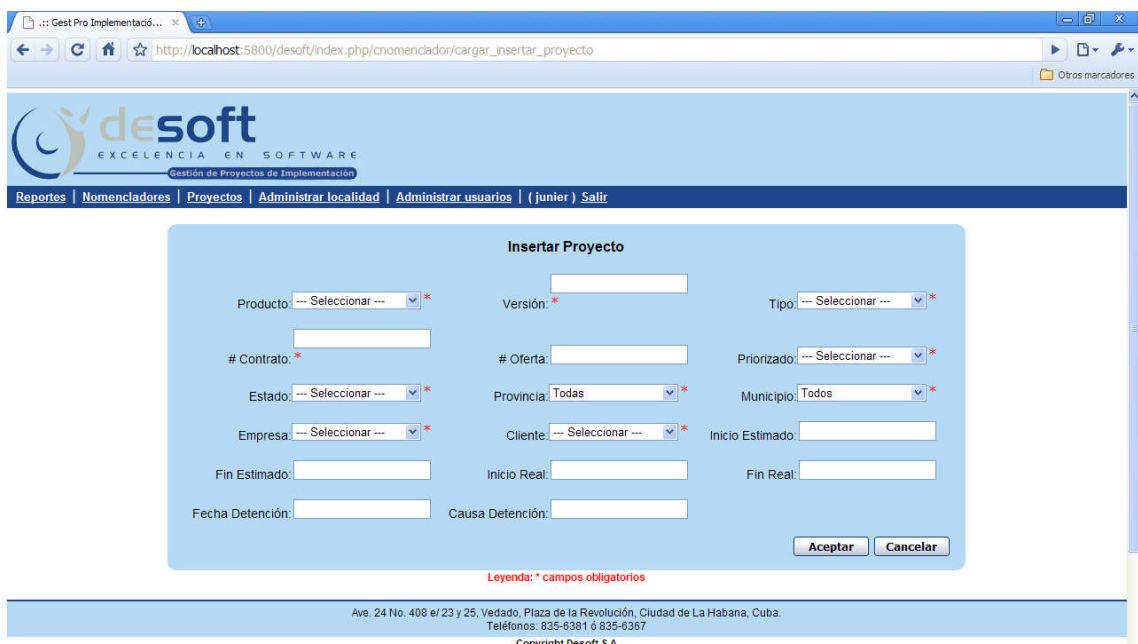 .:: Gest Pro Implementació...
http://localhost:5800/desoft/index.php/cnomenclador/cargar_insertar_proyecto
Otros marcadores
desoft
EXCELENCIA EN SOFTWARE
Gestión de Proyectos de Implementación
Reportes | Nomencladores | Proyectos | Administrar localidad | Administrar usuarios | ( junier ) Salir
Insertar Proyecto
Producto: --- Seleccionar --- * Versión: * Tipo: --- Seleccionar --- *
# Contrato: * # Oferta: Priorizado: --- Seleccionar --- *
Estado: --- Seleccionar --- * Provincia: Todas * Municipio: Todos *
Empresa: --- Seleccionar --- * Cliente: --- Seleccionar --- * Inicio Estimado:
Fin Estimado: Inicio Real: Fin Real:
Fecha Detención: Causa Detención:
Aceptar Cancelar
Leyenda: * campos obligatorios
Ave. 24 No. 408 e/ 23 y 25, Vedado, Plaza de la Revolución, Ciudad de La Habana, Cuba.
Teléfonos: 835-6381 ó 835-6367
Copyright Desoft S.A.